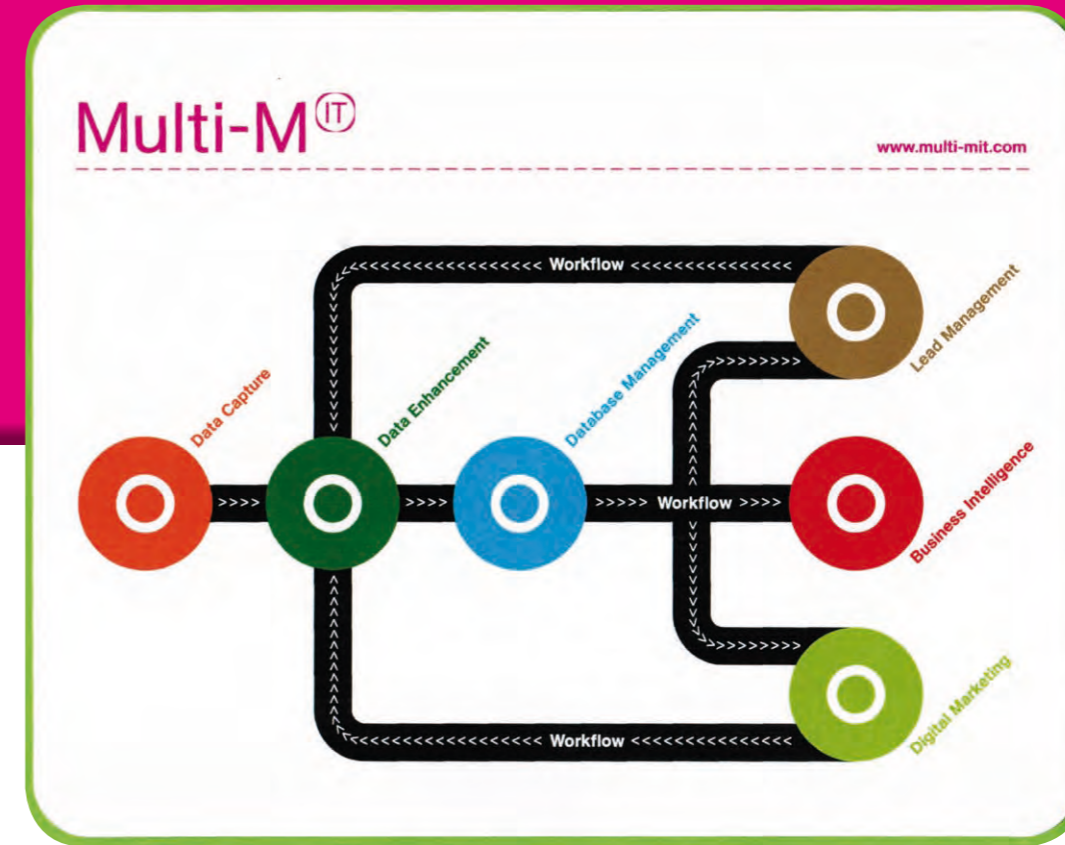 Multi-M IT
www.multi-mit.com
<<<<<<<<<<<<<<<<< Workflow <<<<<<<<<<<<<<
Lead Management
Data Capture
Data Enhancement
Database Management
>>>> >>>> >>>>> Workflow >>>>
Business Intelligence
Digital Marketing
<<<<<<<<<<<<<<<<< Workflow <<<<<<<<<<<<<<